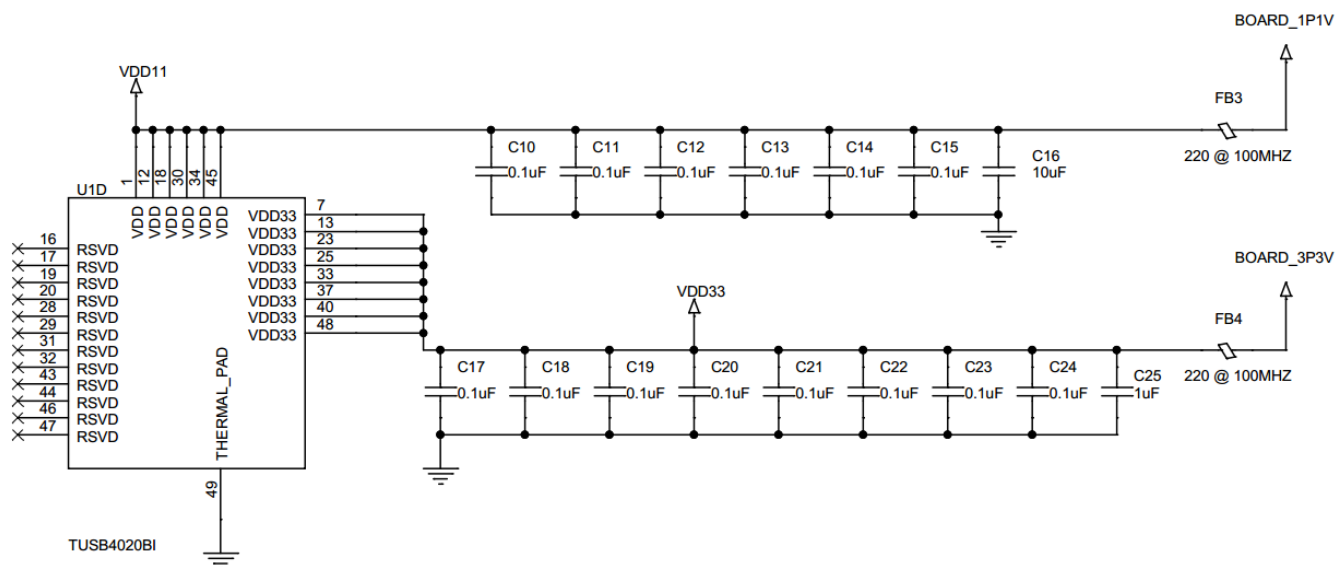 BOARD_1P1V
VDD11
FB3
220 @ 100MHZ
C10
0.1uF
C11
0.1uF
C12
0.1uF
C13
0.1uF
C14
0.1uF
C15
0.1uF
C16
10uF
U1D
1
12
18
30
34
45
VDD
VDD
VDD
VDD
VDD
VDD
7
VDD33
13
VDD33
23
VDD33
25
VDD33
33
VDD33
37
VDD33
40
VDD33
48
VDD33
16
RSVD
17
RSVD
19
RSVD
20
RSVD
28
RSVD
29
RSVD
31
RSVD
32
RSVD
43
RSVD
44
RSVD
46
RSVD
47
RSVD
THERMAL_PAD
49
TUSB4020BI
BOARD_3P3V
VDD33
FB4
220 @ 100MHZ
C17
0.1uF
C18
0.1uF
C19
0.1uF
C20
0.1uF
C21
0.1uF
C22
0.1uF
C23
0.1uF
C24
0.1uF
C25
1uF